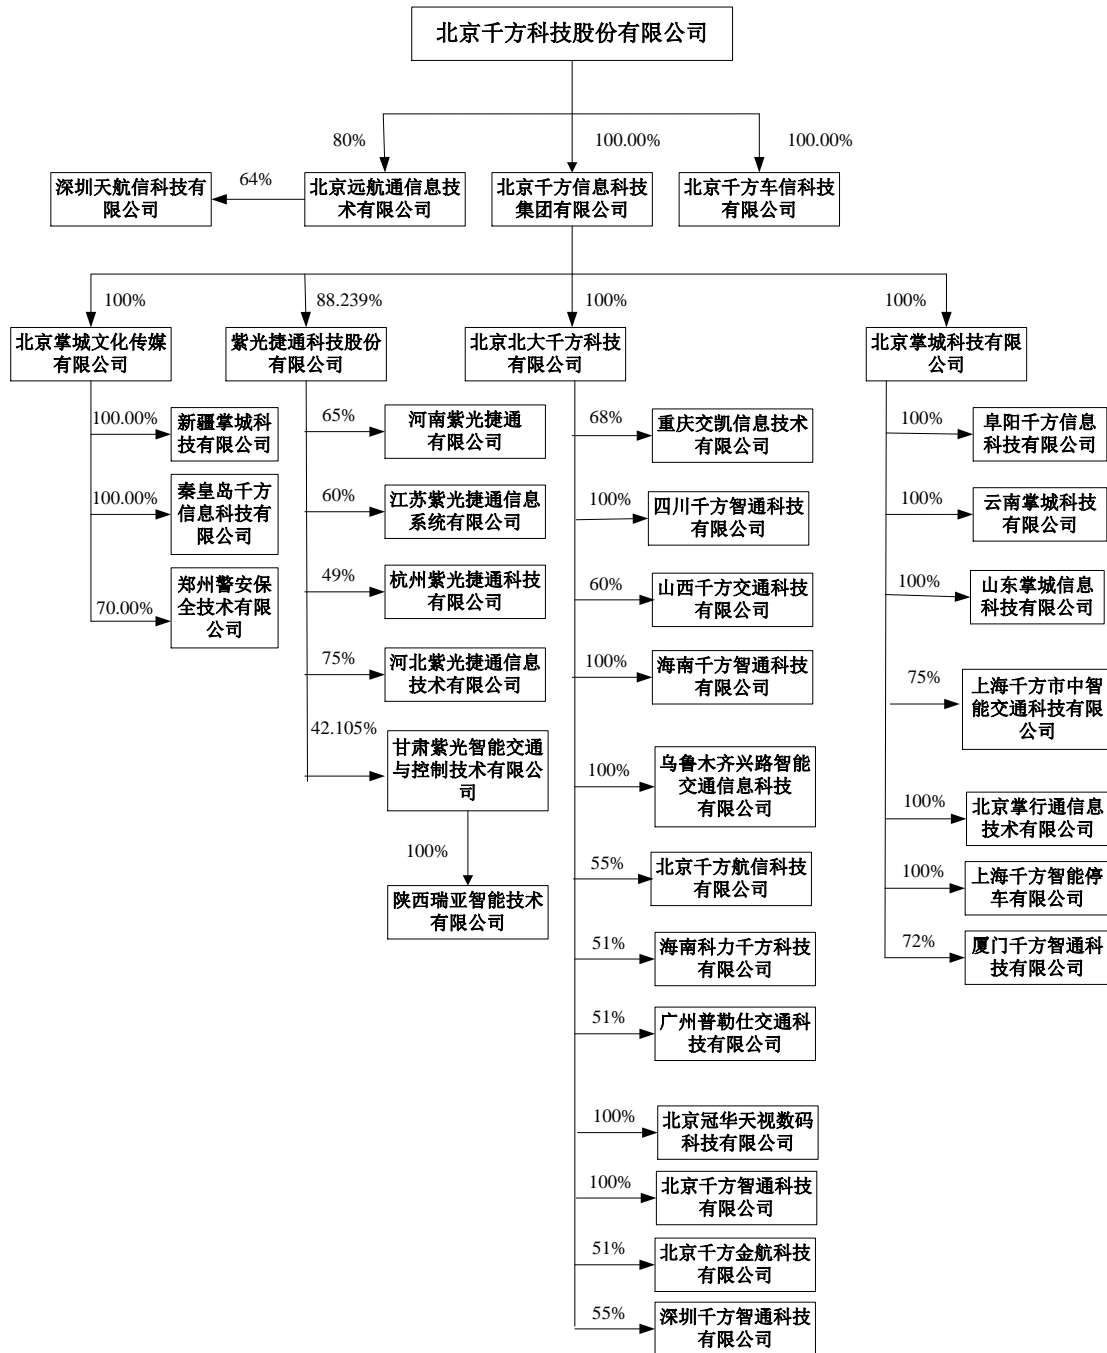 北京千方科技股份有限公司
80%
100.00%
100.00%
深圳天航信科技有
限公司
64%
北京远航通信息技
术有限公司
北京千方信息科技
集团有限公司
北京千方车信科技
有限公司
100%
88.239%
100%
100%
北京掌城文化传媒
有限公司
紫光捷通科技股份
有限公司
北京北大千方科技
有限公司
北京掌城科技有限
公司
100.00%
新疆掌城科
技有限公司
100.00%
秦皇岛千方
信息科技有
限公司
70.00%
郑州警安保
全技术有限
公司
65%
河南紫光捷通
有限公司
60%
江苏紫光捷通信息
系统有限公司
49%
杭州紫光捷通科技
有限公司
75%
河北紫光捷通信息
技术有限公司
42.105%
甘肃紫光智能交通
与控制技术有限公
司
100%
陕西瑞亚智能技术
有限公司
68%
重庆交凯信息技术
有限公司
100%
四川千方智通科技
有限公司
60%
山西千方交通科技
有限公司
100%
海南千方智通科技
有限公司
100%
乌鲁木齐兴路智能
交通信息科技
有限公司
55%
北京千方航信科技
有限公司
51%
海南科力千方科技
有限公司
51%
广州普勒仕交通科
技有限公司
100%
北京冠华天视数码
科技有限公司
100%
北京千方智通科技
有限公司
51%
北京千方金航科技
有限公司
55%
深圳千方智通科技
有限公司
100%
阜阳千方信息
科技有限公司
100%
云南掌城科技
有限公司
100%
山东掌城信息
科技有限公司
75%
上海千方市中智
能交通科技有限
公司
100%
北京掌行通信息
技术有限公司
100%
上海千方智能停
车有限公司
72%
厦门千方智通科
技有限公司